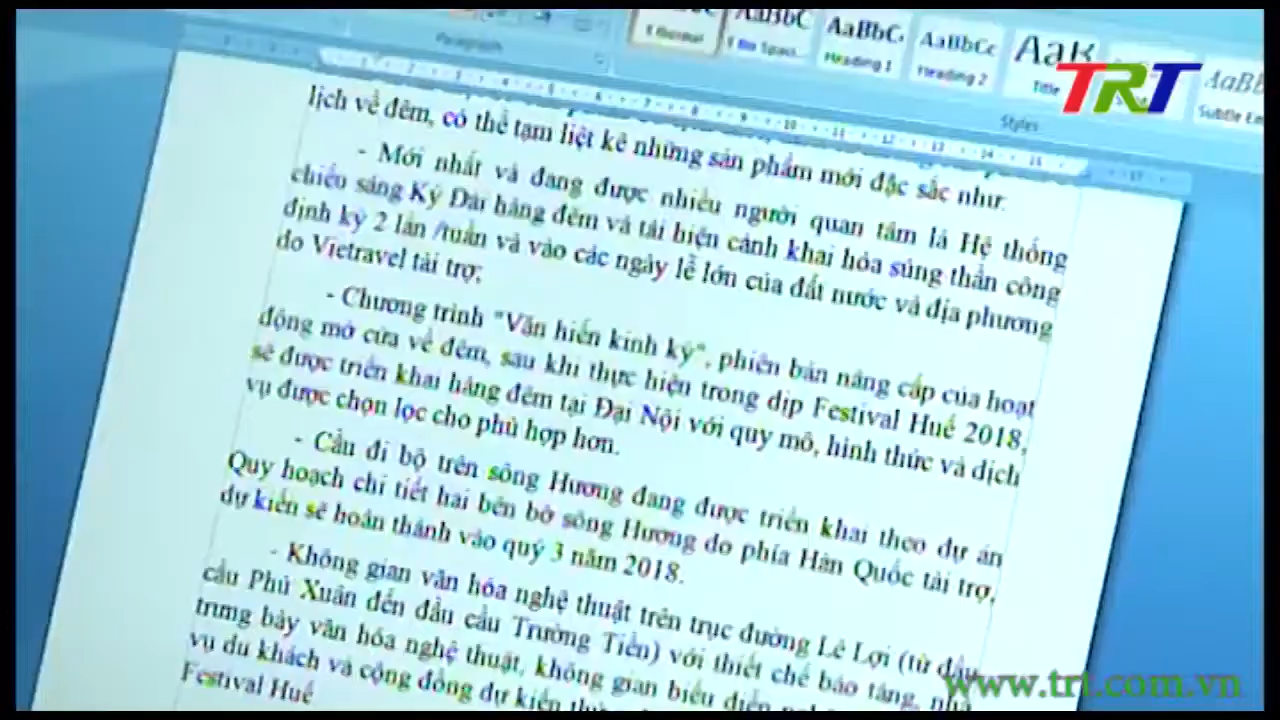 Paragraph
AaBbC AaBbC AaBbCc AaB AaBb
¶ Normal ¶ No Spaci... Heading 1 Heading 2 Title Subtle Em
Styles
TRT
lịch về đêm, có thể tạm liệt kê những sản phẩm mới đặc sắc như:
- Mới nhất và đang được nhiều người quan tâm là Hệ thống
chiếu sáng Kỳ Đài hàng đêm và tái hiện cảnh khai hỏa súng thần công
định kỳ 2 lần /tuần và vào các ngày lễ lớn của đất nước và địa phương
do Vietravel tài trợ;
- Chương trình "Văn hiến kinh kỳ", phiên bản nâng cấp của hoạt
động mở cửa về đêm, sau khi thực hiện trong dịp Festival Huế 2018,
sẽ được triển khai hàng đêm tại Đại Nội với quy mô, hình thức và dịch
vụ được chọn lọc cho phù hợp hơn.
- Cầu đi bộ trên sông Hương đang được triển khai theo dự án
Quy hoạch chi tiết hai bên bờ sông Hương do phía Hàn Quốc tài trợ,
dự kiến sẽ hoàn thành vào quý 3 năm 2018.
- Không gian văn hóa nghệ thuật trên trục đường Lê Lợi (từ đầu
cầu Phú Xuân đến đầu cầu Trường Tiền) với thiết chế bảo tàng, nhà
trưng bày văn hóa nghệ thuật, không gian biểu diễn
vụ du khách và cộng đồng dự kiến
Festival Huế
www.trt.com.vn